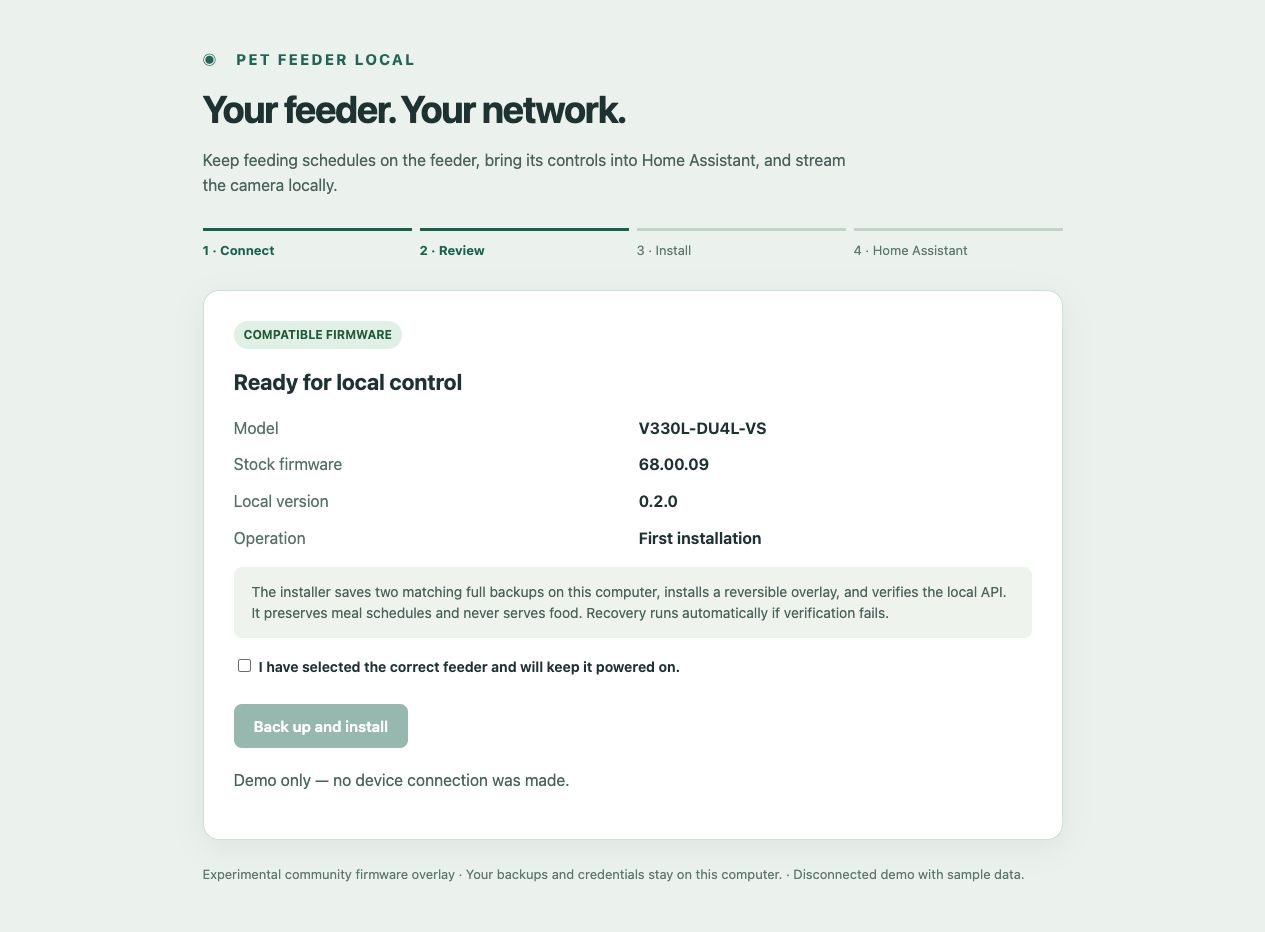 PET FEEDER LOCAL
Your feeder. Your network.
Keep feeding schedules on the feeder, bring its controls into Home Assistant, and stream
the camera locally.
1 · Connect
2 · Review
3 · Install
4 · Home Assistant
COMPATIBLE FIRMWARE
Ready for local control
Model V330L-DU4L-VS
Stock firmware 68.00.09
Local version 0.2.0
Operation First installation
The installer saves two matching full backups on this computer, installs a reversible overlay, and verifies the local API.
It preserves meal schedules and never serves food. Recovery runs automatically if verification fails.
I have selected the correct feeder and will keep it powered on.
Back up and install
Demo only — no device connection was made.
Experimental community firmware overlay · Your backups and credentials stay on this computer. · Disconnected demo with sample data.